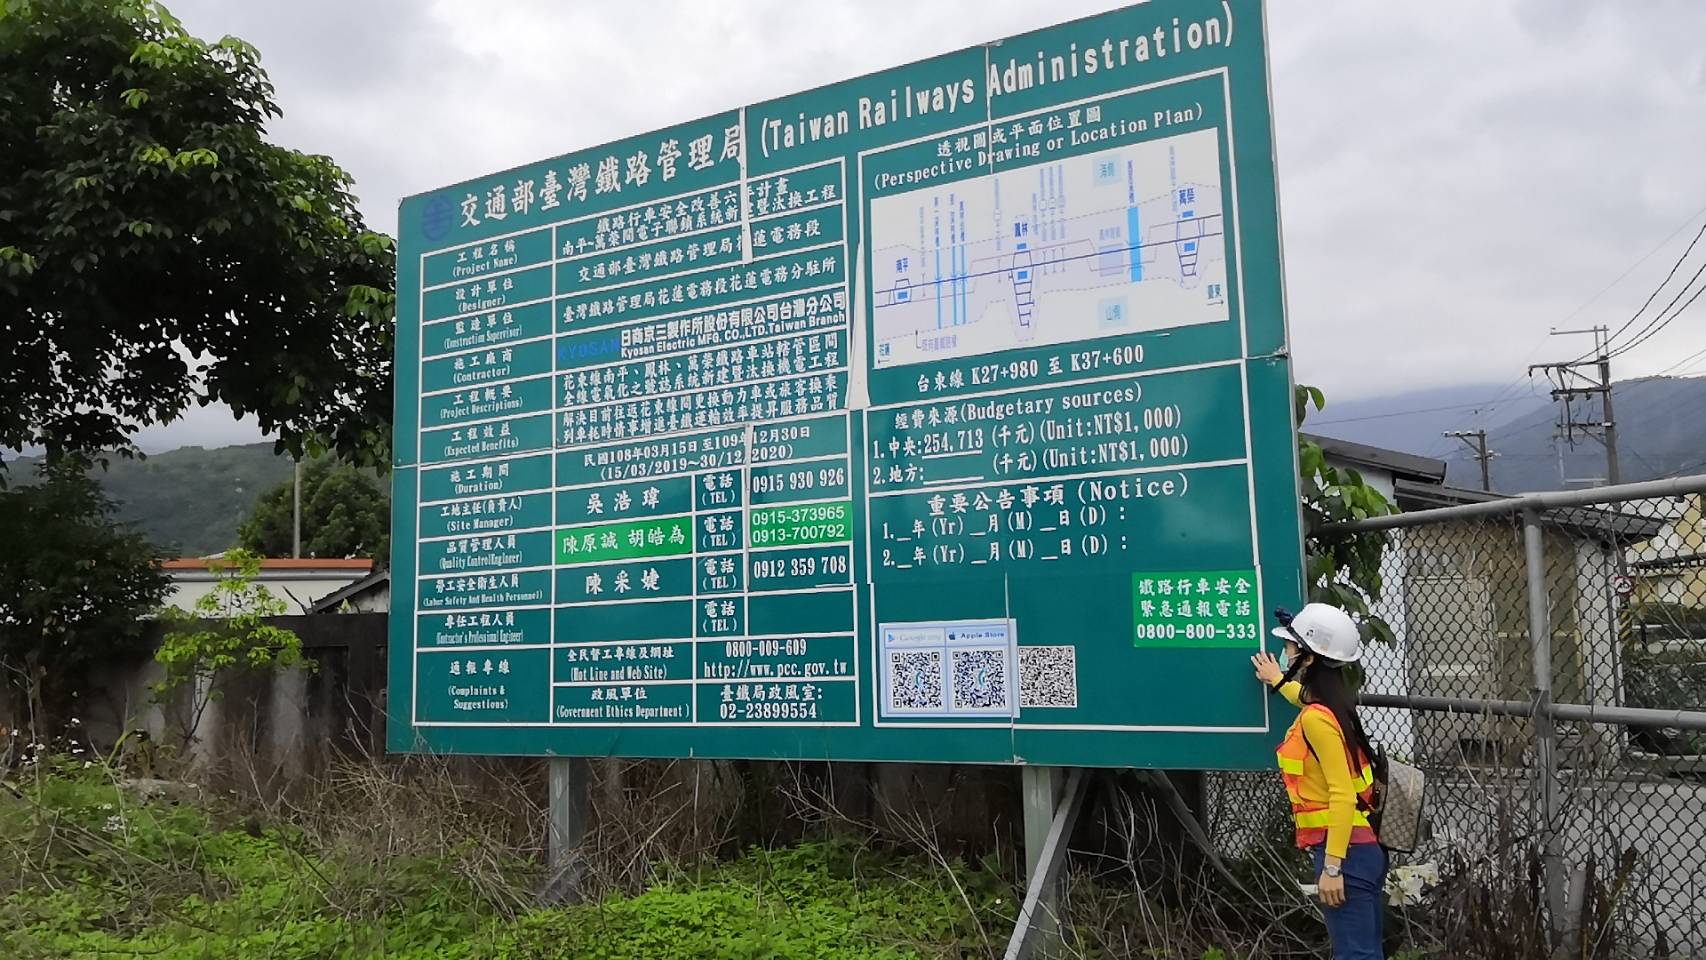 交通部臺灣鐵路管理局 (Taiwan Railways Administration)
工程名稱
(Project Name)
鐵路行車安全改善六年計畫
南平~萬榮間電子聯鎖系統新建暨汰換工程
設計單位
(Designer)
交通部臺灣鐵路管理局花蓮電務段
監造單位
(Construction Supervisor)
臺灣鐵路管理局花蓮電務段花蓮電務分駐所
施工廠商
(Contractor)
KYOSAN
日商京三製作所股份有限公司台灣分公司
Kyosan Electric MFG. CO.,LTD.Taiwan Branch
工程概要
(Project Descriptions)
花東線南平、鳳林、萬榮鐵路車站轄管區間
全線電氣化之號誌系統新建暨汰換機電工程
工程效益
(Expected Benefits)
解決目前往返花東線間更換動力車或旅客換乘
列車耗時情事增進臺鐵運輸效率提昇服務品質
施工期間
(Duration)
民國108年03月15日至109年12月30日
(15/03/2019~30/12/2020)
工地主任(負責人)
(Site Manager)
吳浩瑋
電話
(TEL)
0915 930 926
品質管理人員
(Quality Control Engineer)
陳原誠 胡皓為
電話
(TEL)
0915-373965
0913-700792
勞工安全衛生人員
(Labor Safety And Health Personnel)
陳采婕
電話
(TEL)
0912 359 708
專任工程人員
(Contractor's Professional Engineer)
電話
(TEL)
通報專線
(Complaints &
Suggestions)
全民督工專線及網址
(Hot Line and Web Site)
0800-009-609
http://www.pcc.gov.tw
政風單位
(Government Ethics Department)
臺鐵局政風室:
02-23899554
透視圖或平面位置圖
(Perspective Drawing or Location Plan)
海側
南平
鳳林
萬榮
山側
花蓮
臺東
台東線 K27+980 至 K37+600
經費來源(Budgetary sources)
1.中央:254,713 (千元)(Unit:NT$1,000)
2.地方:______ (千元)(Unit:NT$1,000)
重要公告事項(Notice)
1._年(Yr)_月(M)_日(D):
2._年(Yr)_月(M)_日(D):
鐵路行車安全
緊急通報電話
0800-800-333
Google play
Apple Store